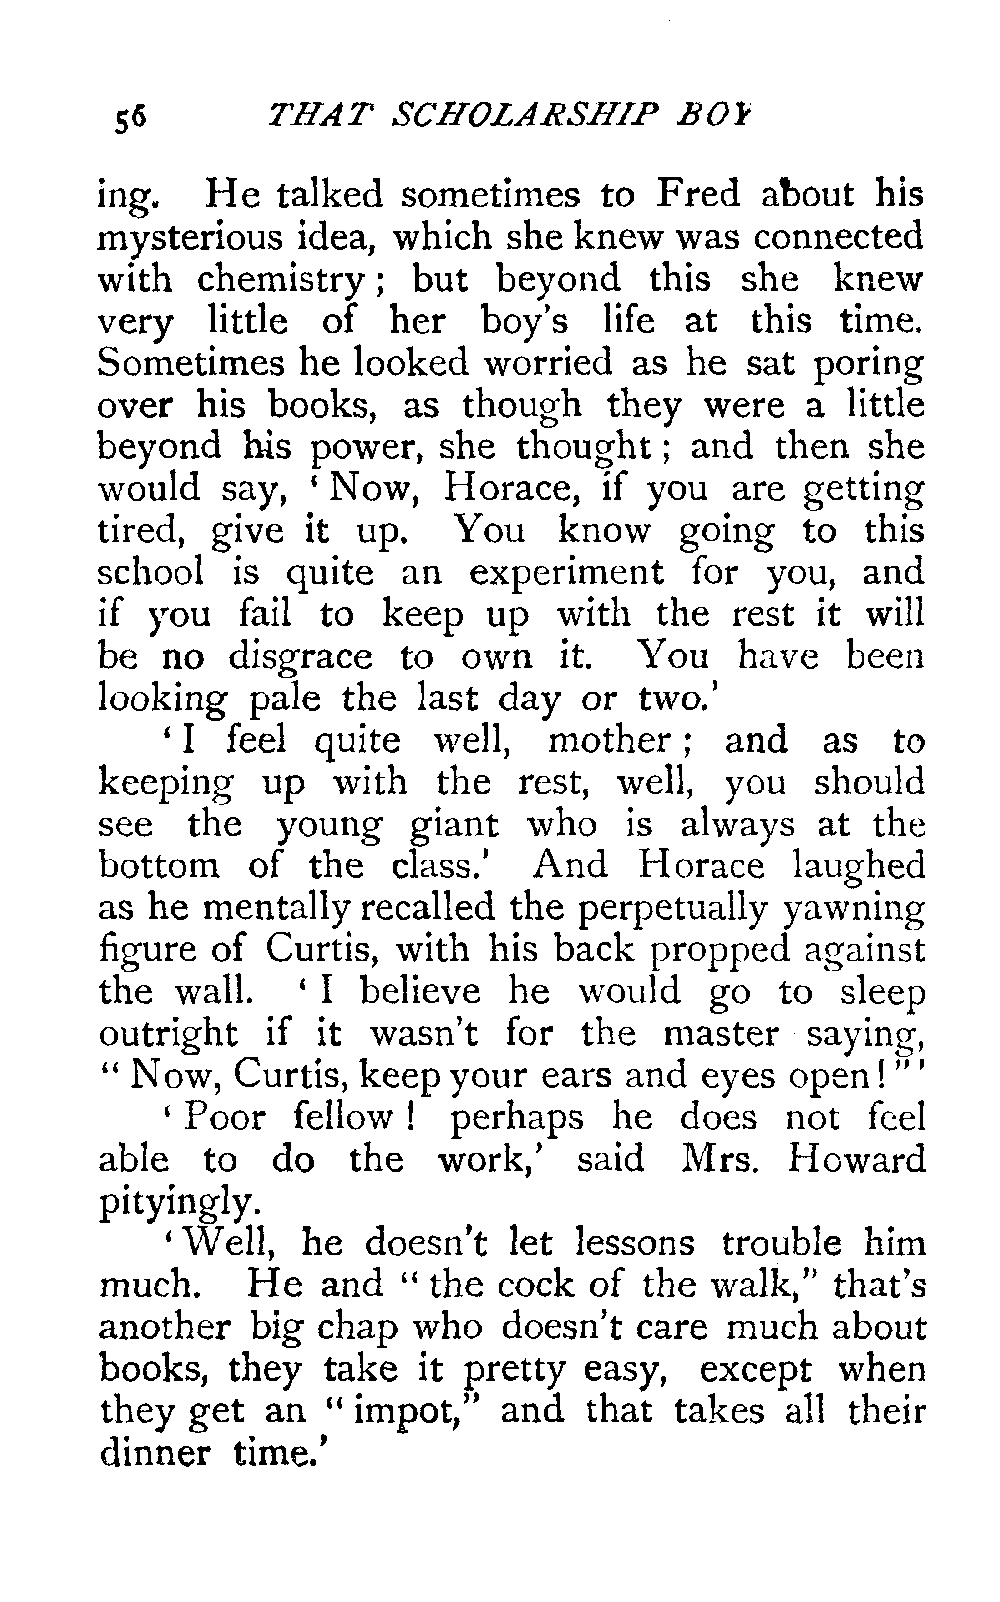 56 THAT SCHOLARSHIP BOY
ing. He talked sometimes to Fred about his
mysterious idea, which she knew was connected
with chemistry ; but beyond this she knew
very little of her boy's life at this time.
Sometimes he looked worried as he sat poring
over his books, as though they were a little
beyond his power, she thought ; and then she
would say, ‘ Now, Horace, if you are getting
tired, give it up. You know going to this
school is quite an experiment for you, and
if you fail to keep up with the rest it will
be no disgrace to own it. You have been
looking pale the last day or two.’
‘ I feel quite well, mother ; and as to
keeping up with the rest, well, you should
see the young giant who is always at the
bottom of the class.’ And Horace laughed
as he mentally recalled the perpetually yawning
figure of Curtis, with his back propped against
the wall. ‘ I believe he would go to sleep
outright if it wasn't for the master saying,
“ Now, Curtis, keep your ears and eyes open ! ” ’
‘ Poor fellow ! perhaps he does not feel
able to do the work,’ said Mrs. Howard
pityingly.
‘ Well, he doesn't let lessons trouble him
much. He and “ the cock of the walk,” that's
another big chap who doesn't care much about
books, they take it pretty easy, except when
they get an “ impot,” and that takes all their
dinner time.’